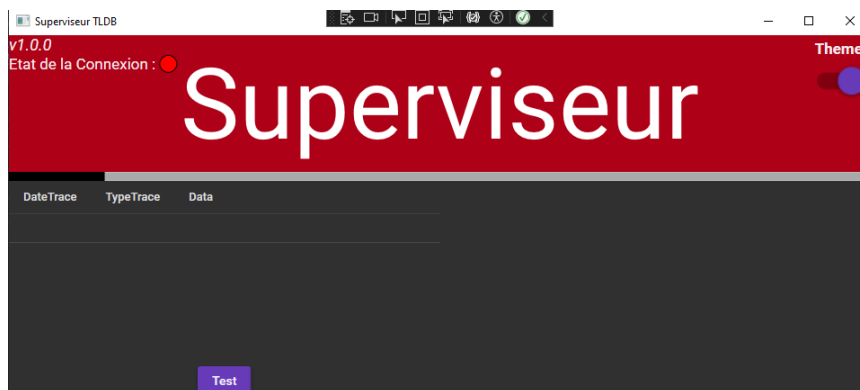 Superviseur TLDB
v1.0.0
Etat de la Connexion :
Theme
Superviseur
DateTrace TypeTrace Data
Test